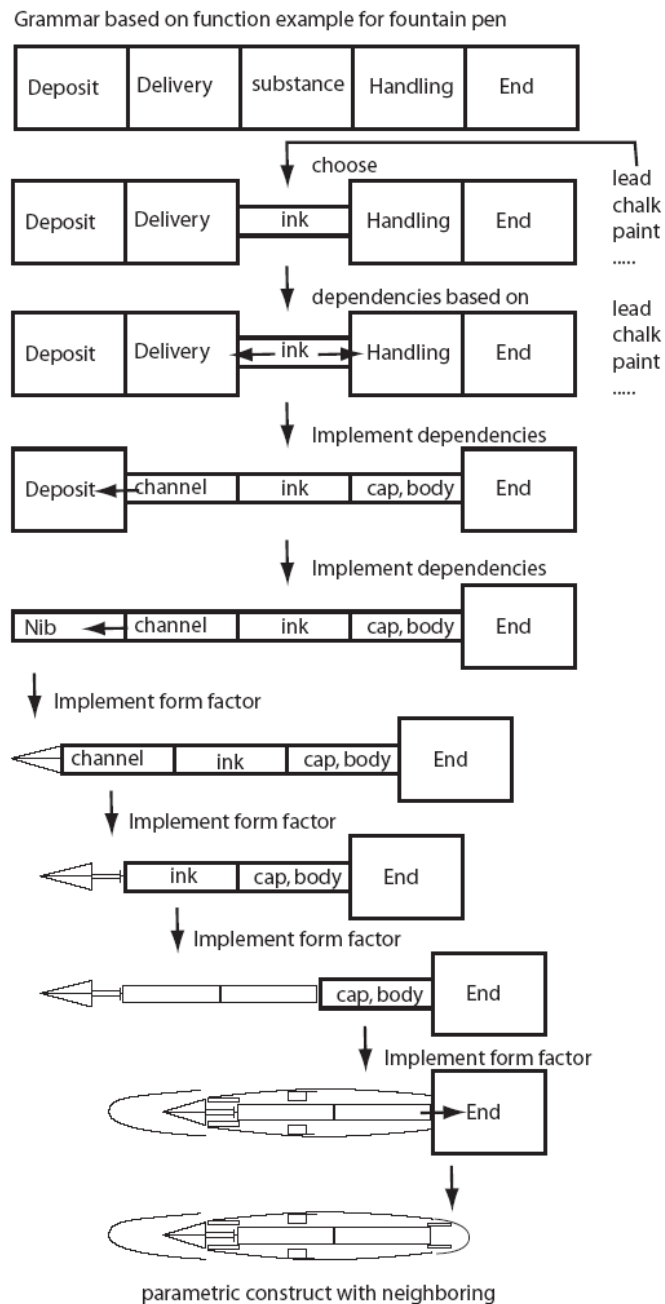 Grammar based on function example for fountain pen
Deposit Delivery substance Handling End
choose
Deposit Delivery ink Handling End
lead
chalk
paint
.....
dependencies based on
Deposit Delivery ink Handling End
lead
chalk
paint
.....
Implement dependencies
Deposit channel ink cap, body End
Implement dependencies
Nib channel ink cap, body End
Implement form factor
channel ink cap, body End
Implement form factor
ink cap, body End
Implement form factor
cap, body End
Implement form factor
End
parametric construct with neighboring